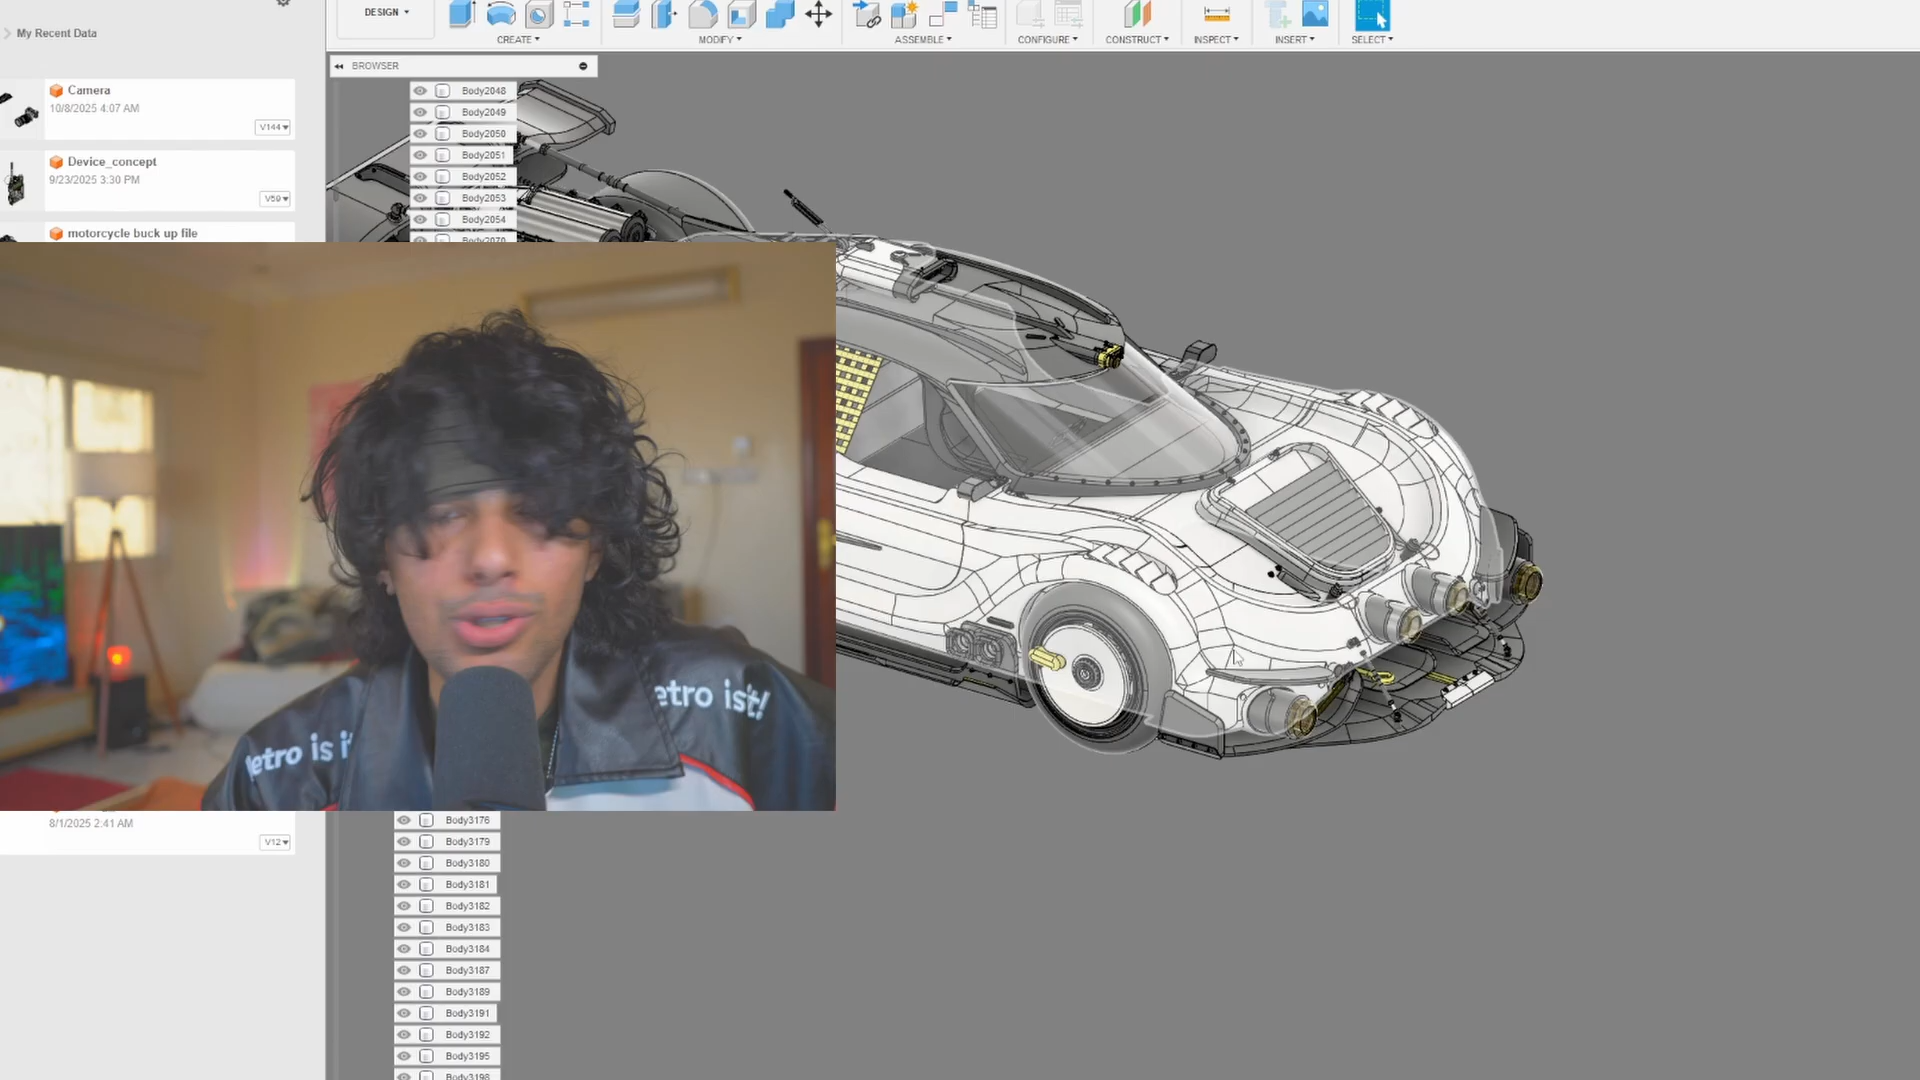 DESIGN
CREATE
MODIFY
ASSEMBLE
CONFIGURE
CONSTRUCT
INSPECT
INSERT
SELECT
My Recent Data
BROWSER
Camera
10/8/2025 4:07 AM
V144
Device_concept
9/23/2025 3:30 PM
V59
motorcycle buck up file
Body2048
Body2049
Body2050
Body2051
Body2052
Body2053
Body2054
Body2070
etro is it!
etro is i
8/1/2025 2:41 AM
V12
Body3176
Body3179
Body3180
Body3181
Body3182
Body3183
Body3184
Body3187
Body3189
Body3191
Body3192
Body3195
Body3198